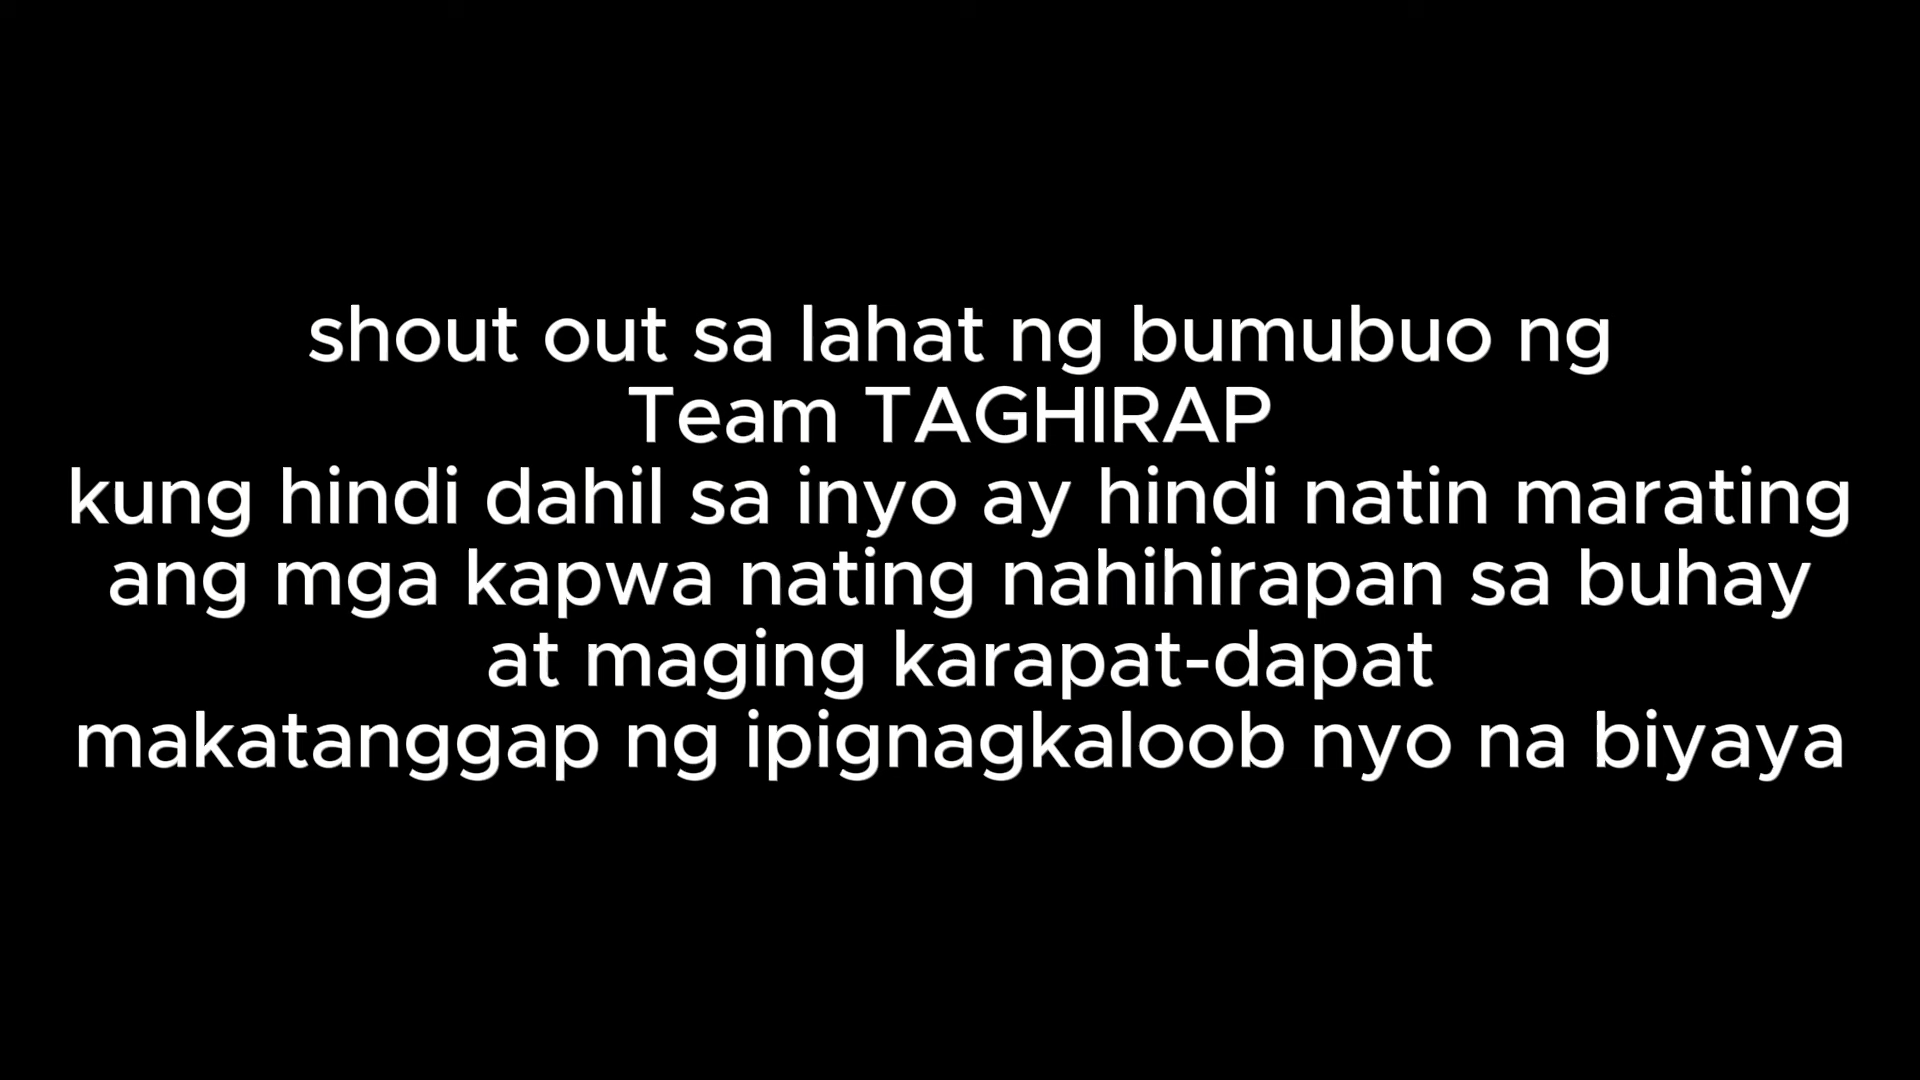 shout out sa lahat ng bumubuo ng
Team TAGHIRAP
kung hindi dahil sa inyo ay hindi natin marating
ang mga kapwa nating nahihirapan sa buhay
at maging karapat-dapat
makatanggap ng ipignagkaloob nyo na biyaya